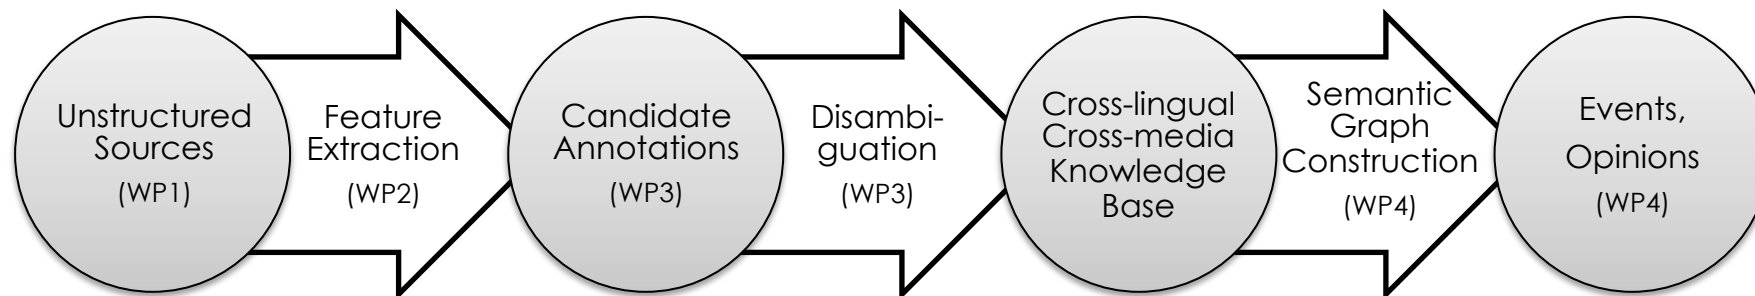 Unstructured
Sources
(WP1)
Feature
Extraction
(WP2)
Candidate
Annotations
(WP3)
Disambi-
guation
(WP3)
Cross-lingual
Cross-media
Knowledge
Base
Semantic
Graph
Construction
(WP4)
Events,
Opinions
(WP4)